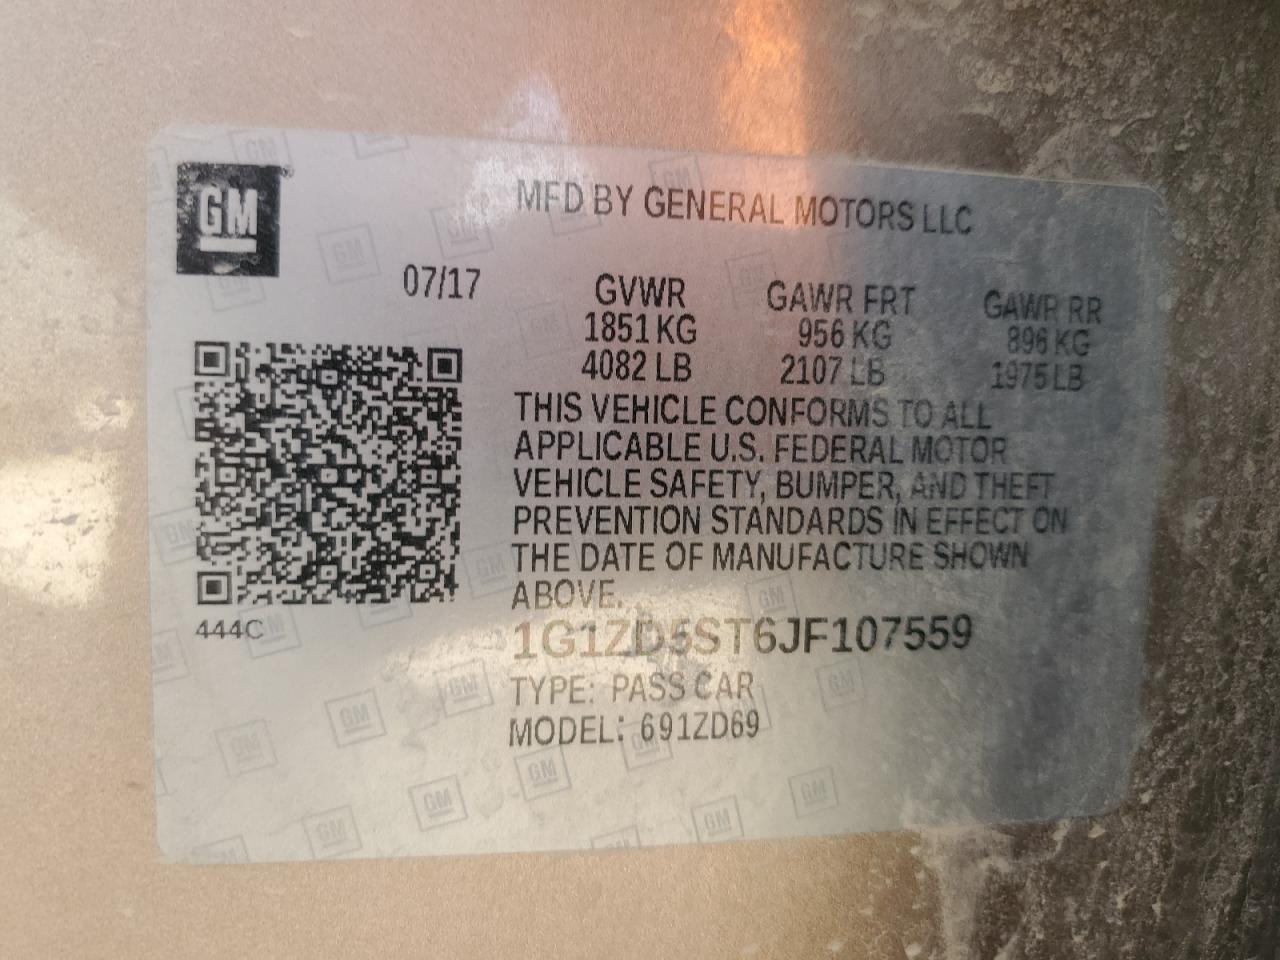 GM
MFD BY GENERAL MOTORS LLC
07/17
GVWR GAWR FRT GAWR RR
1851 KG 956 KG 896 KG
4082 LB 2107 LB 1975 LB
THIS VEHICLE CONFORMS TO ALL
APPLICABLE U.S. FEDERAL MOTOR
VEHICLE SAFETY, BUMPER, AND THEFT
PREVENTION STANDARDS IN EFFECT ON
THE DATE OF MANUFACTURE SHOWN
ABOVE.
444C
1G1ZD5ST6JF107559
TYPE: PASS CAR
MODEL: 691ZD69